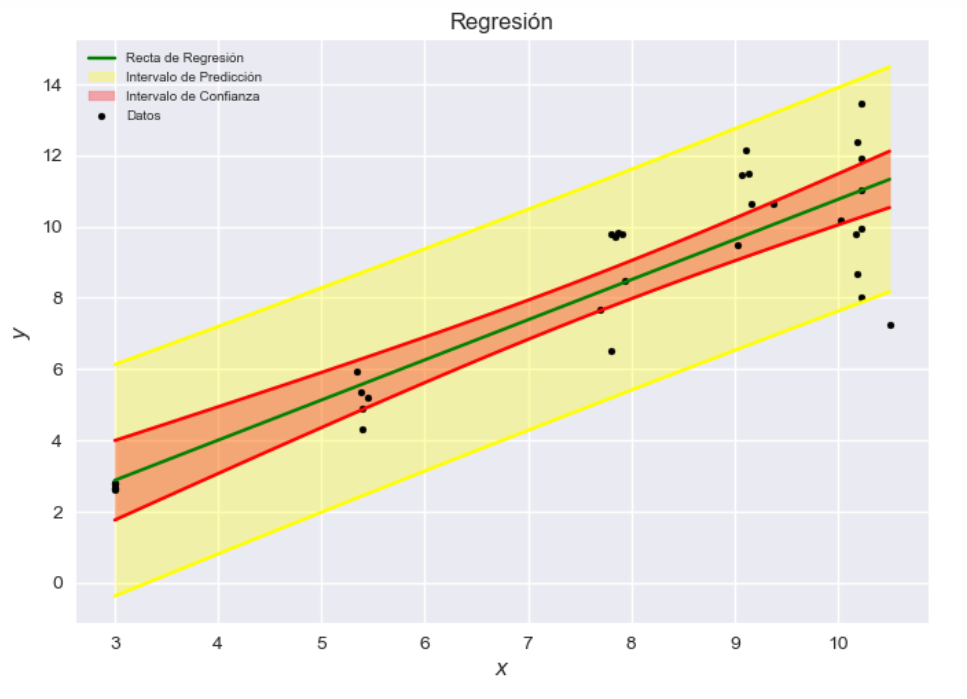 Regresión
Recta de Regresión
Intervalo de Predicción
Intervalo de Confianza
Datos
14
12
10
8
6
4
2
0
y
3 4 5 6 7 8 9 10
x